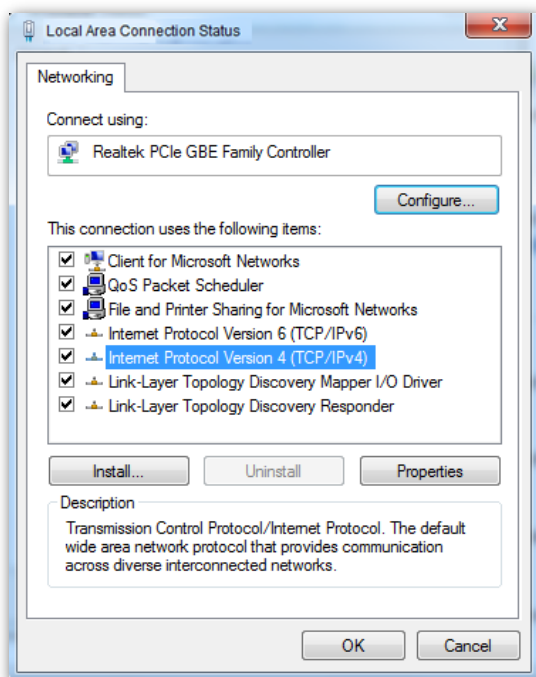 Local Area Connection Status
Networking
Connect using:
Realtek PCIe GBE Family Controller
Configure...
This connection uses the following items:
Client for Microsoft Networks
QoS Packet Scheduler
File and Printer Sharing for Microsoft Networks
Internet Protocol Version 6 (TCP/IPv6)
Internet Protocol Version 4 (TCP/IPv4)
Link-Layer Topology Discovery Mapper I/O Driver
Link-Layer Topology Discovery Responder
Install... Uninstall Properties
Description
Transmission Control Protocol/Internet Protocol. The default
wide area network protocol that provides communication
across diverse interconnected networks.
OK Cancel